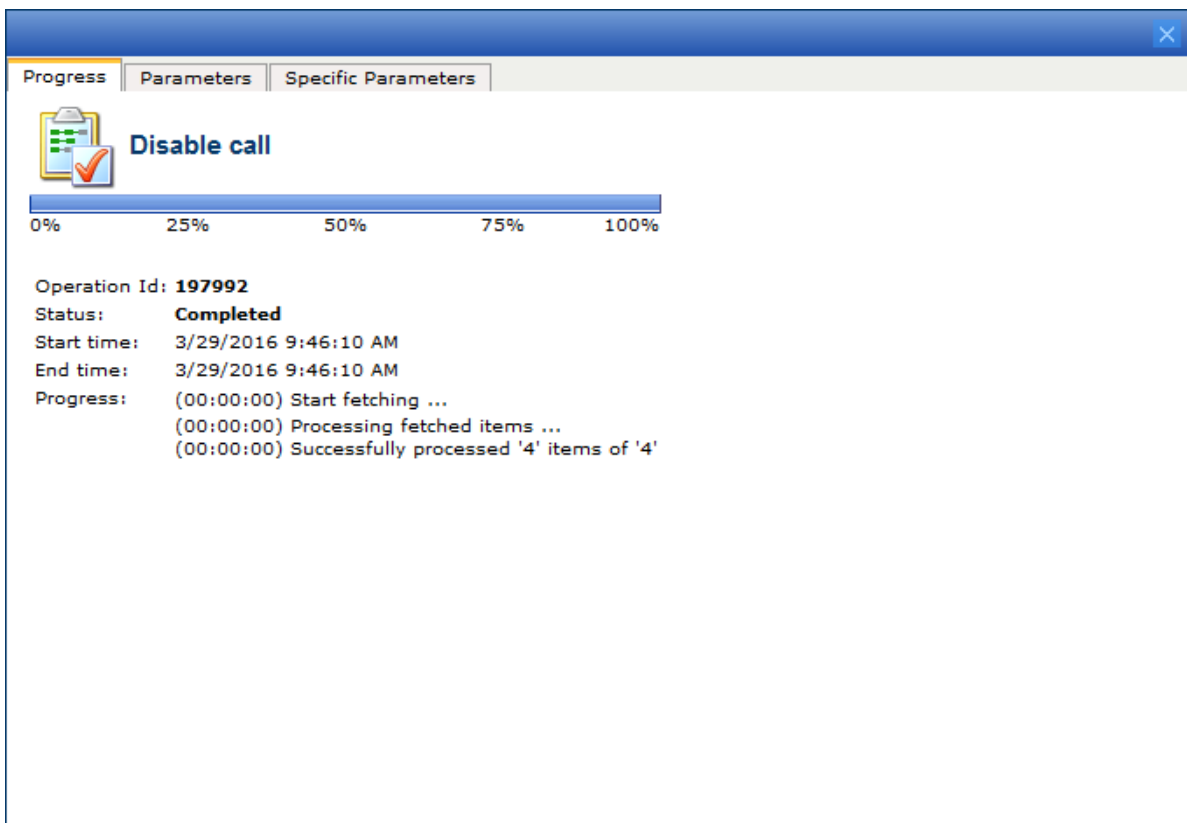 Progress Parameters Specific Parameters
Disable call
0% 25% 50% 75% 100%
Operation Id: 197992
Status: Completed
Start time: 3/29/2016 9:46:10 AM
End time: 3/29/2016 9:46:10 AM
Progress: (00:00:00) Start fetching ...
(00:00:00) Processing fetched items ...
(00:00:00) Successfully processed '4' items of '4'